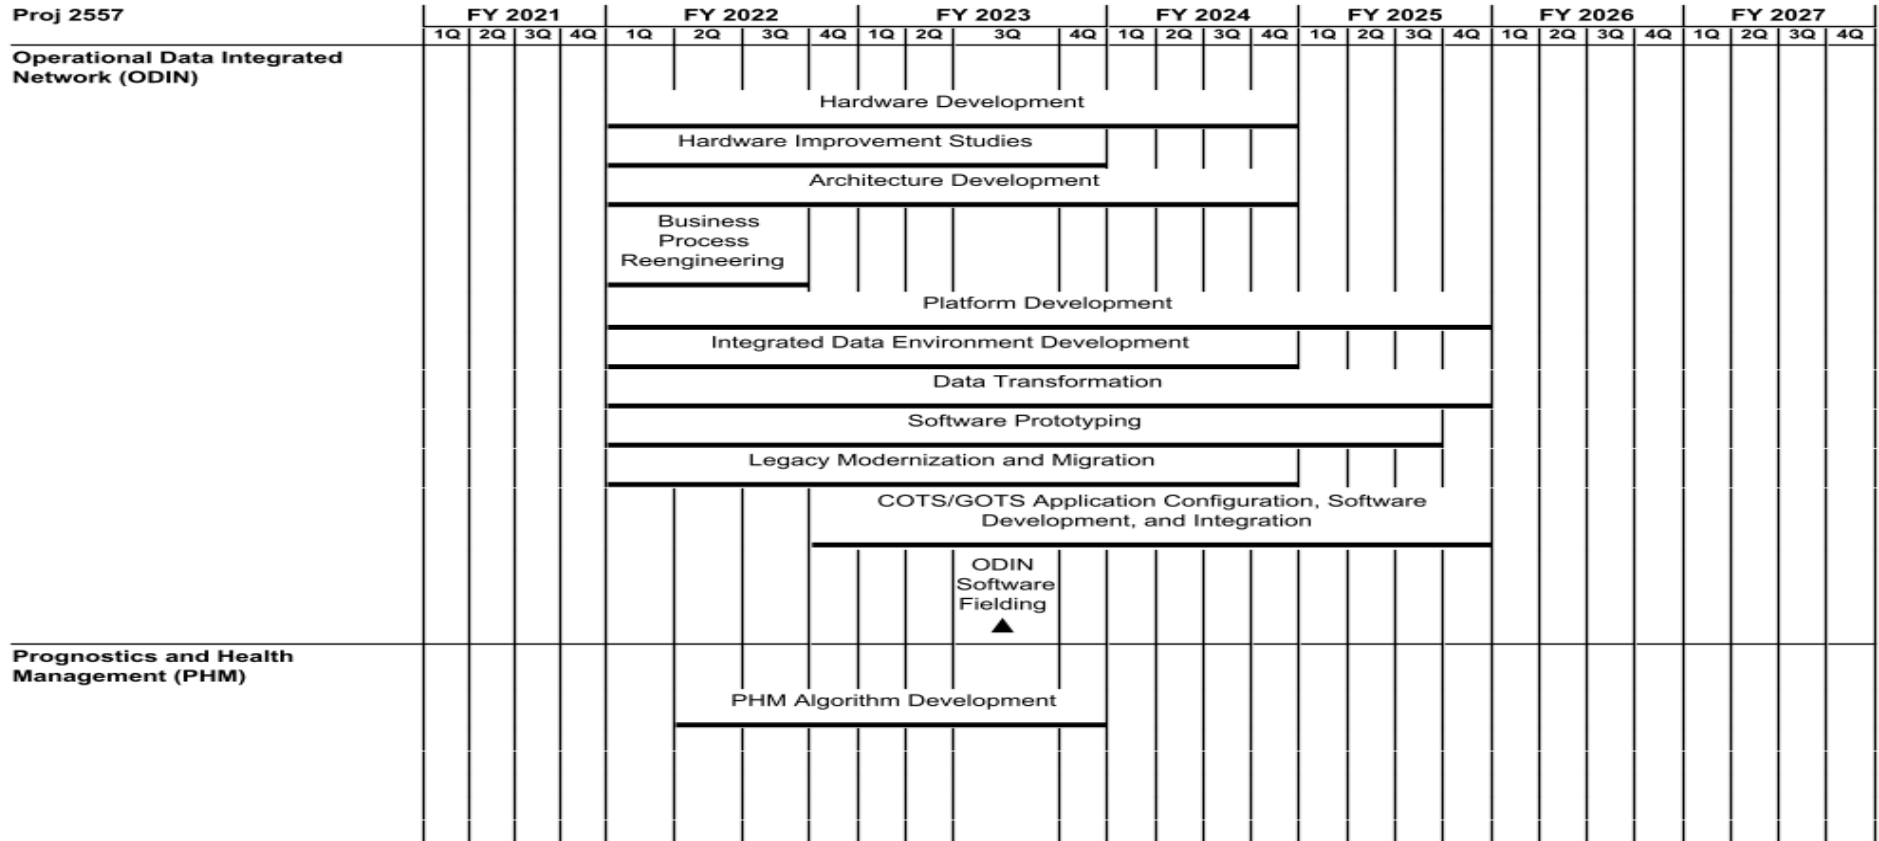 Proj 2557 FY 2021 FY 2022 FY 2023 FY 2024 FY 2025 FY 2026 FY 2027
1Q 2Q 3Q 4Q 1Q 2Q 3Q 4Q 1Q 2Q 3Q 4Q 1Q 2Q 3Q 4Q 1Q 2Q 3Q 4Q 1Q 2Q 3Q 4Q 1Q 2Q 3Q 4Q
Operational Data Integrated
Network (ODIN)
Hardware Development
Hardware Improvement Studies
Architecture Development
Business
Process
Reengineering
Platform Development
Integrated Data Environment Development
Data Transformation
Software Prototyping
Legacy Modernization and Migration
COTS/GOTS Application Configuration, Software
Development, and Integration
ODIN
Software
Fielding
Prognostics and Health
Management (PHM)
PHM Algorithm Development